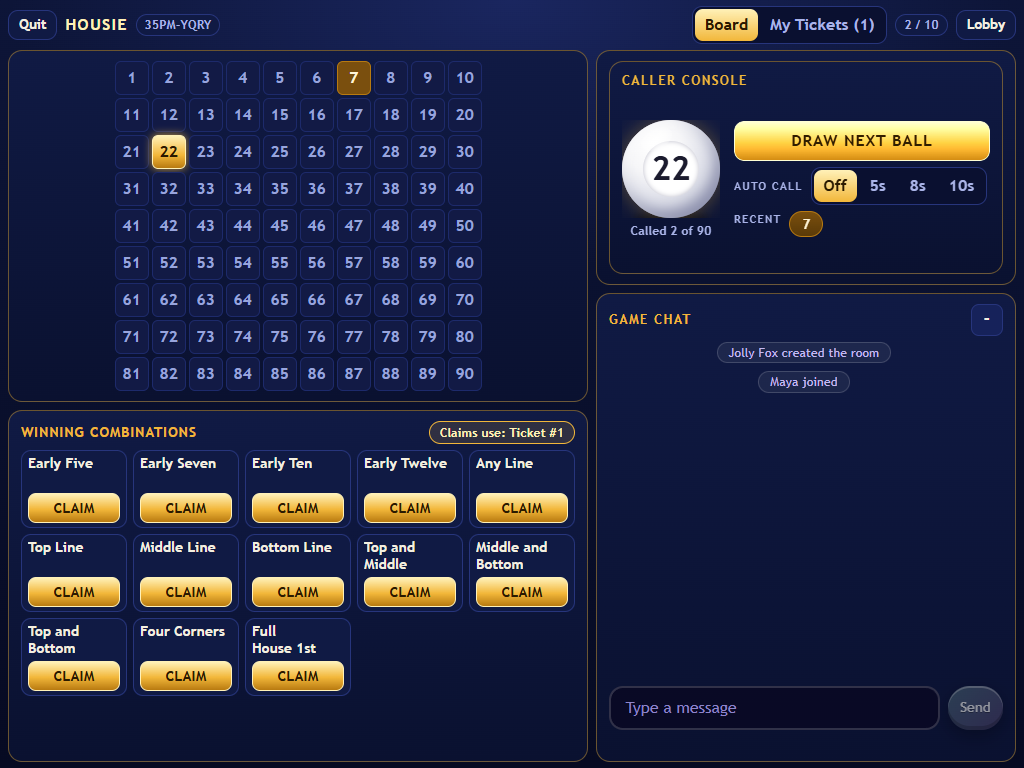 Quit HOUSIE 35PM-YQRY Board My Tickets (1) 2 / 10 Lobby
1 2 3 4 5 6 7 8 9 10
11 12 13 14 15 16 17 18 19 20
21 22 23 24 25 26 27 28 29 30
31 32 33 34 35 36 37 38 39 40
41 42 43 44 45 46 47 48 49 50
51 52 53 54 55 56 57 58 59 60
61 62 63 64 65 66 67 68 69 70
71 72 73 74 75 76 77 78 79 80
81 82 83 84 85 86 87 88 89 90
CALLER CONSOLE
22
Called 2 of 90
DRAW NEXT BALL
AUTO CALL Off 5s 8s 10s
RECENT 7
WINNING COMBINATIONS Claims use: Ticket #1
Early Five
CLAIM
Early Seven
CLAIM
Early Ten
CLAIM
Early Twelve
CLAIM
Any Line
CLAIM
Top Line
CLAIM
Middle Line
CLAIM
Bottom Line
CLAIM
Top and
Middle
CLAIM
Middle and
Bottom
CLAIM
Top and
Bottom
CLAIM
Four Corners
CLAIM
Full
House 1st
CLAIM
GAME CHAT -
Jolly Fox created the room
Maya joined
Type a message Send